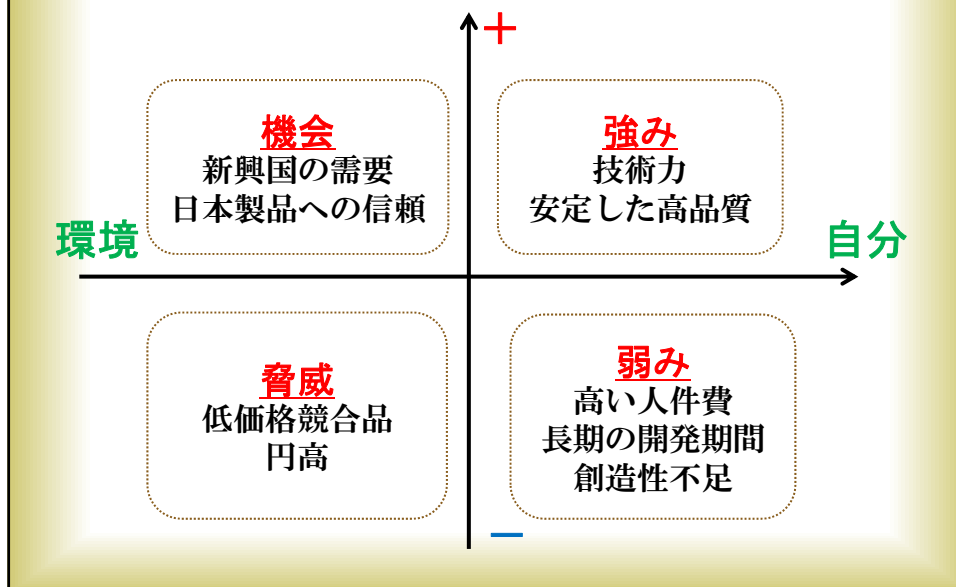 ＋
機会
新興国の需要
日本製品への信頼
強み
技術力
安定した高品質
環境
自分
脅威
低価格競合品
円高
弱み
高い人件費
長期の開発期間
創造性不足
－